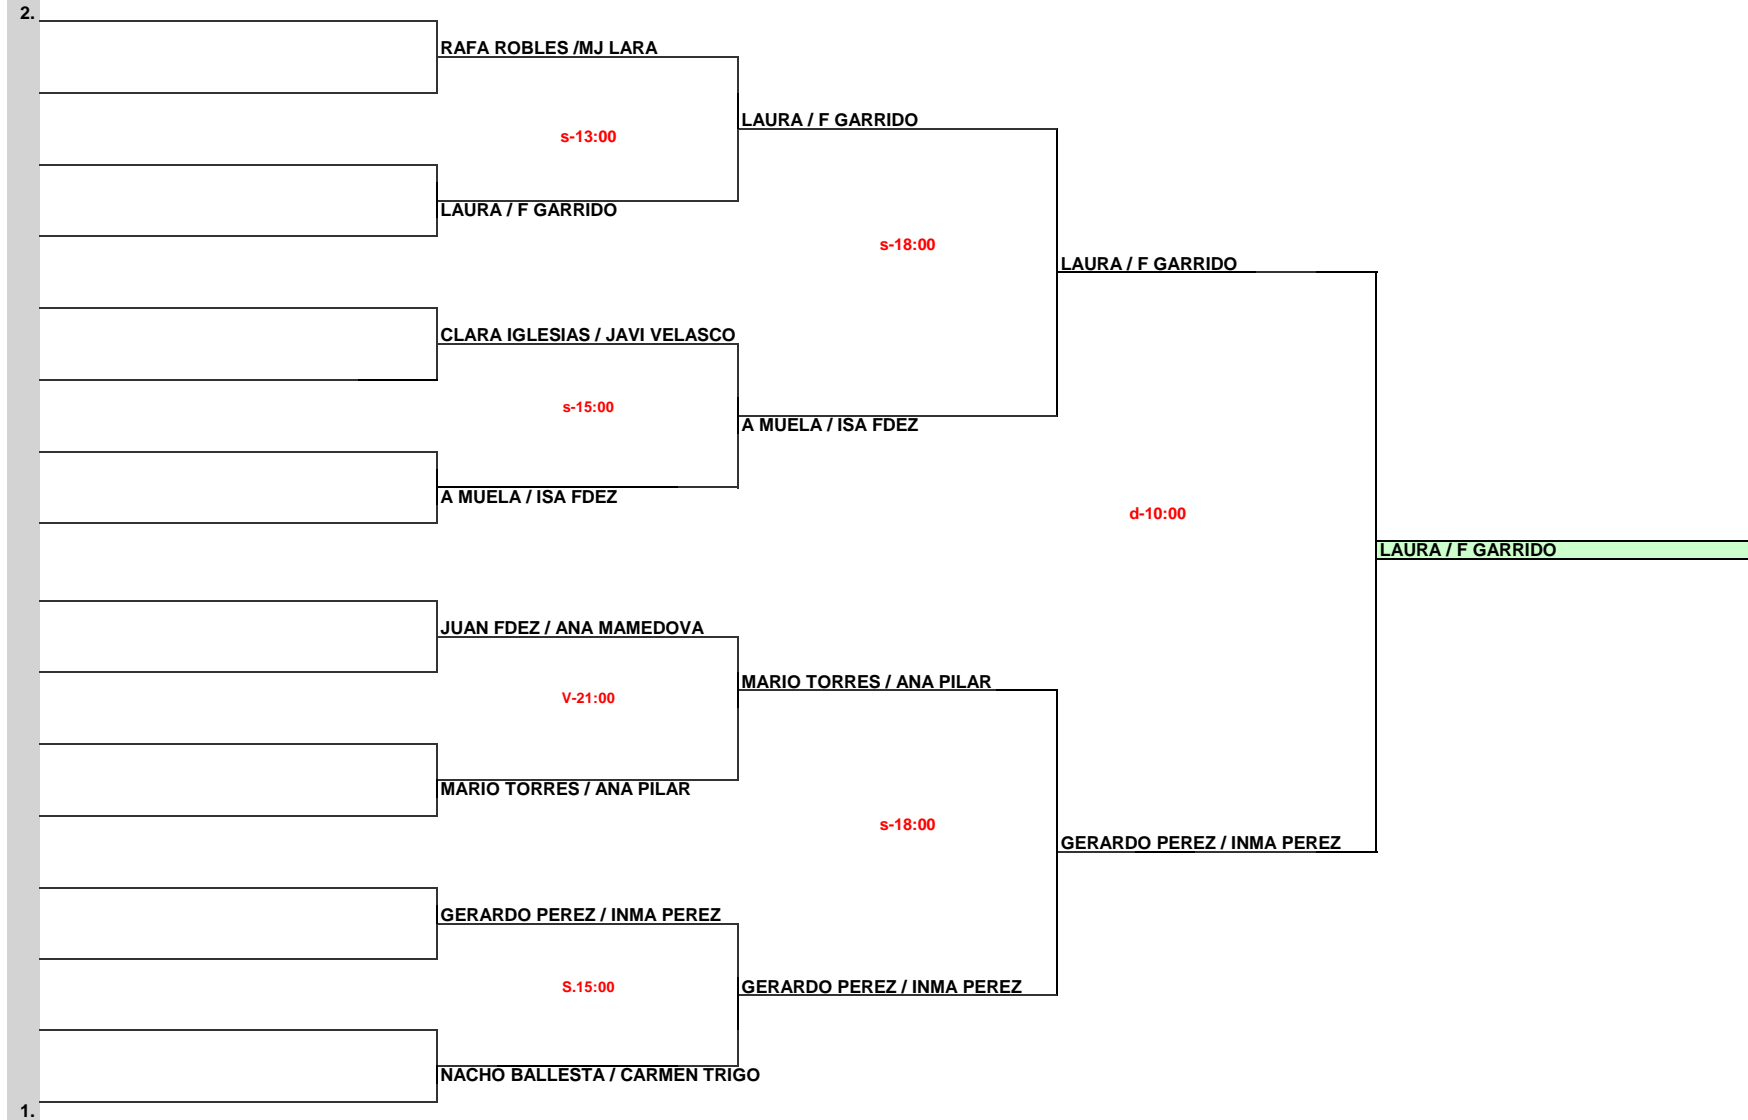 2.
RAFA ROBLES /MJ LARA
LAURA / F GARRIDO
s-13:00
LAURA / F GARRIDO
s-18:00
LAURA / F GARRIDO
CLARA IGLESIAS / JAVI VELASCO
s-15:00
A MUELA / ISA FDEZ
A MUELA / ISA FDEZ
d-10:00
LAURA / F GARRIDO
JUAN FDEZ / ANA MAMEDOVA
MARIO TORRES / ANA PILAR
V-21:00
MARIO TORRES / ANA PILAR
s-18:00
GERARDO PEREZ / INMA PEREZ
GERARDO PEREZ / INMA PEREZ
S.15:00
GERARDO PEREZ / INMA PEREZ
NACHO BALLESTA / CARMEN TRIGO
1.